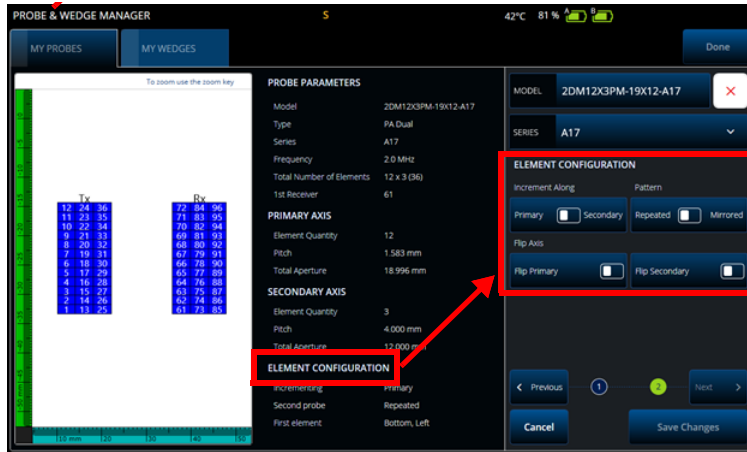 PROBE & WEDGE MANAGER
S
42°C 81 % A B
MY PROBES
MY WEDGES
Done
To zoom use the zoom key
Tx
12 24 36
11 23 35
10 22 34
9 21 33
8 20 32
7 19 31
6 18 30
5 17 29
4 16 28
3 15 27
2 14 26
1 13 25
Rx
72 84 96
71 83 95
70 82 94
69 81 93
68 80 92
67 79 91
66 78 90
65 77 89
64 76 88
63 75 87
62 74 86
61 73 85
10 mm 20 30 40 50
PROBE PARAMETERS
Model 2DM12X3PM-19X12-A17
Type PA Dual
Series A17
Frequency 2.0 MHz
Total Number of Elements 12 x 3 (36)
1st Receiver 61
PRIMARY AXIS
Element Quantity 12
Pitch 1.583 mm
Total Aperture 18.996 mm
SECONDARY AXIS
Element Quantity 3
Pitch 4.000 mm
Total Aperture 12.000 mm
ELEMENT CONFIGURATION
Incrementing Primary
Second probe Repeated
First element Bottom, Left
MODEL 2DM12X3PM-19X12-A17
SERIES A17
ELEMENT CONFIGURATION
Increment Along Pattern
Primary Secondary Repeated Mirrored
Flip Axis
Flip Primary Flip Secondary
Previous 1 2 Next
Cancel Save Changes